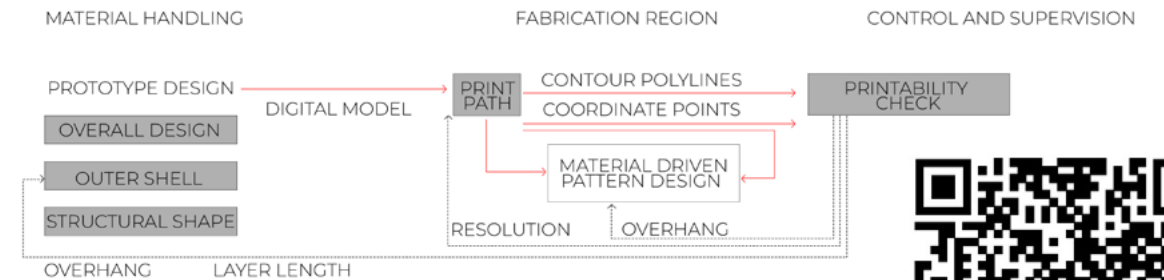 MATERIAL HANDLING
FABRICATION REGION
CONTROL AND SUPERVISION
PROTOTYPE DESIGN
DIGITAL MODEL
PRINT
PATH
CONTOUR POLYLINES
COORDINATE POINTS
PRINTABILITY
CHECK
OVERALL DESIGN
OUTER SHELL
STRUCTURAL SHAPE
MATERIAL DRIVEN
PATTERN DESIGN
RESOLUTION
OVERHANG
OVERHANG
LAYER LENGTH